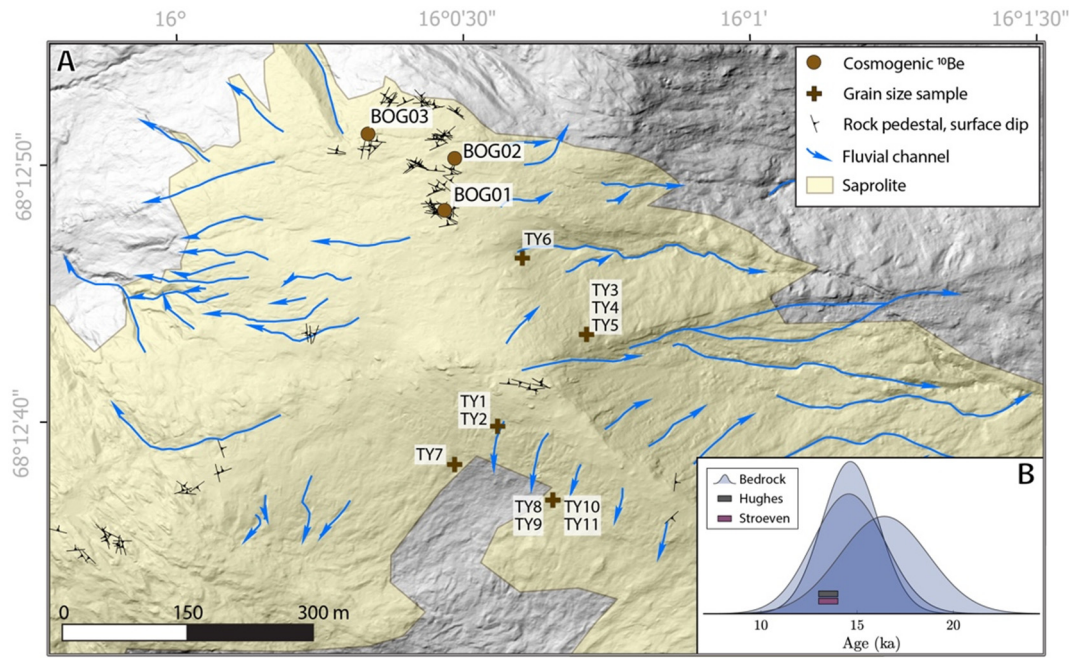 16°
16°0'30"
16°1'
16°1'30"
A
Cosmogenic ¹⁰Be
Grain size sample
Rock pedestal, surface dip
Fluvial channel
Saprolite
68°12'50"
68°12'40"
BOG03
BOG02
BOG01
TY6
TY3
TY4
TY5
TY1
TY2
TY7
TY8
TY9
TY10
TY11
0
150
300 m
B
Bedrock
Hughes
Stroeven
10
15
20
Age (ka)